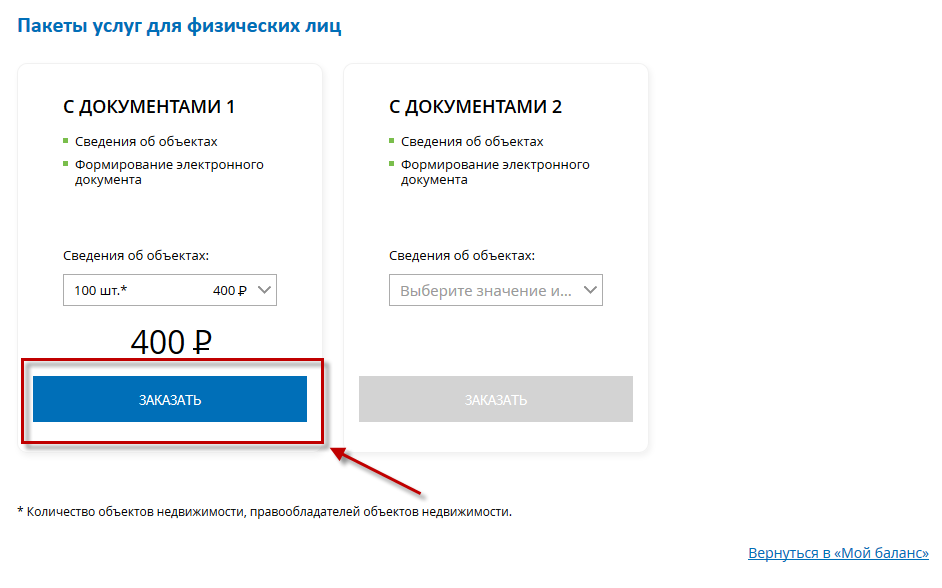 Пакеты услуг для физических лиц
С ДОКУМЕНТАМИ 1
Сведения об объектах
Формирование электронного
документа
Сведения об объектах:
100 шт.* 400 ₽
400 ₽
ЗАКАЗАТЬ
С ДОКУМЕНТАМИ 2
Сведения об объектах
Формирование электронного
документа
Сведения об объектах:
Выберите значение и...
ЗАКАЗАТЬ
* Количество объектов недвижимости, правообладателей объектов недвижимости.
Вернуться в «Мой баланс»